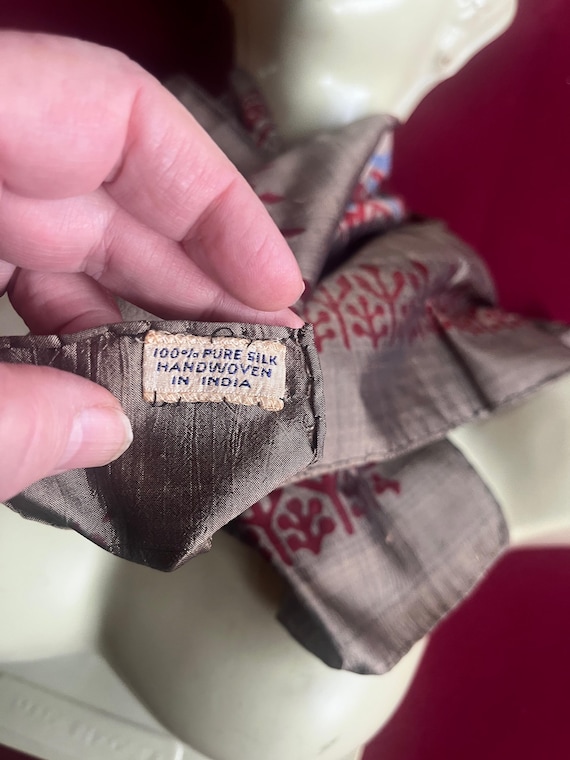 100% PURE SILK
HANDWOVEN
IN INDIA